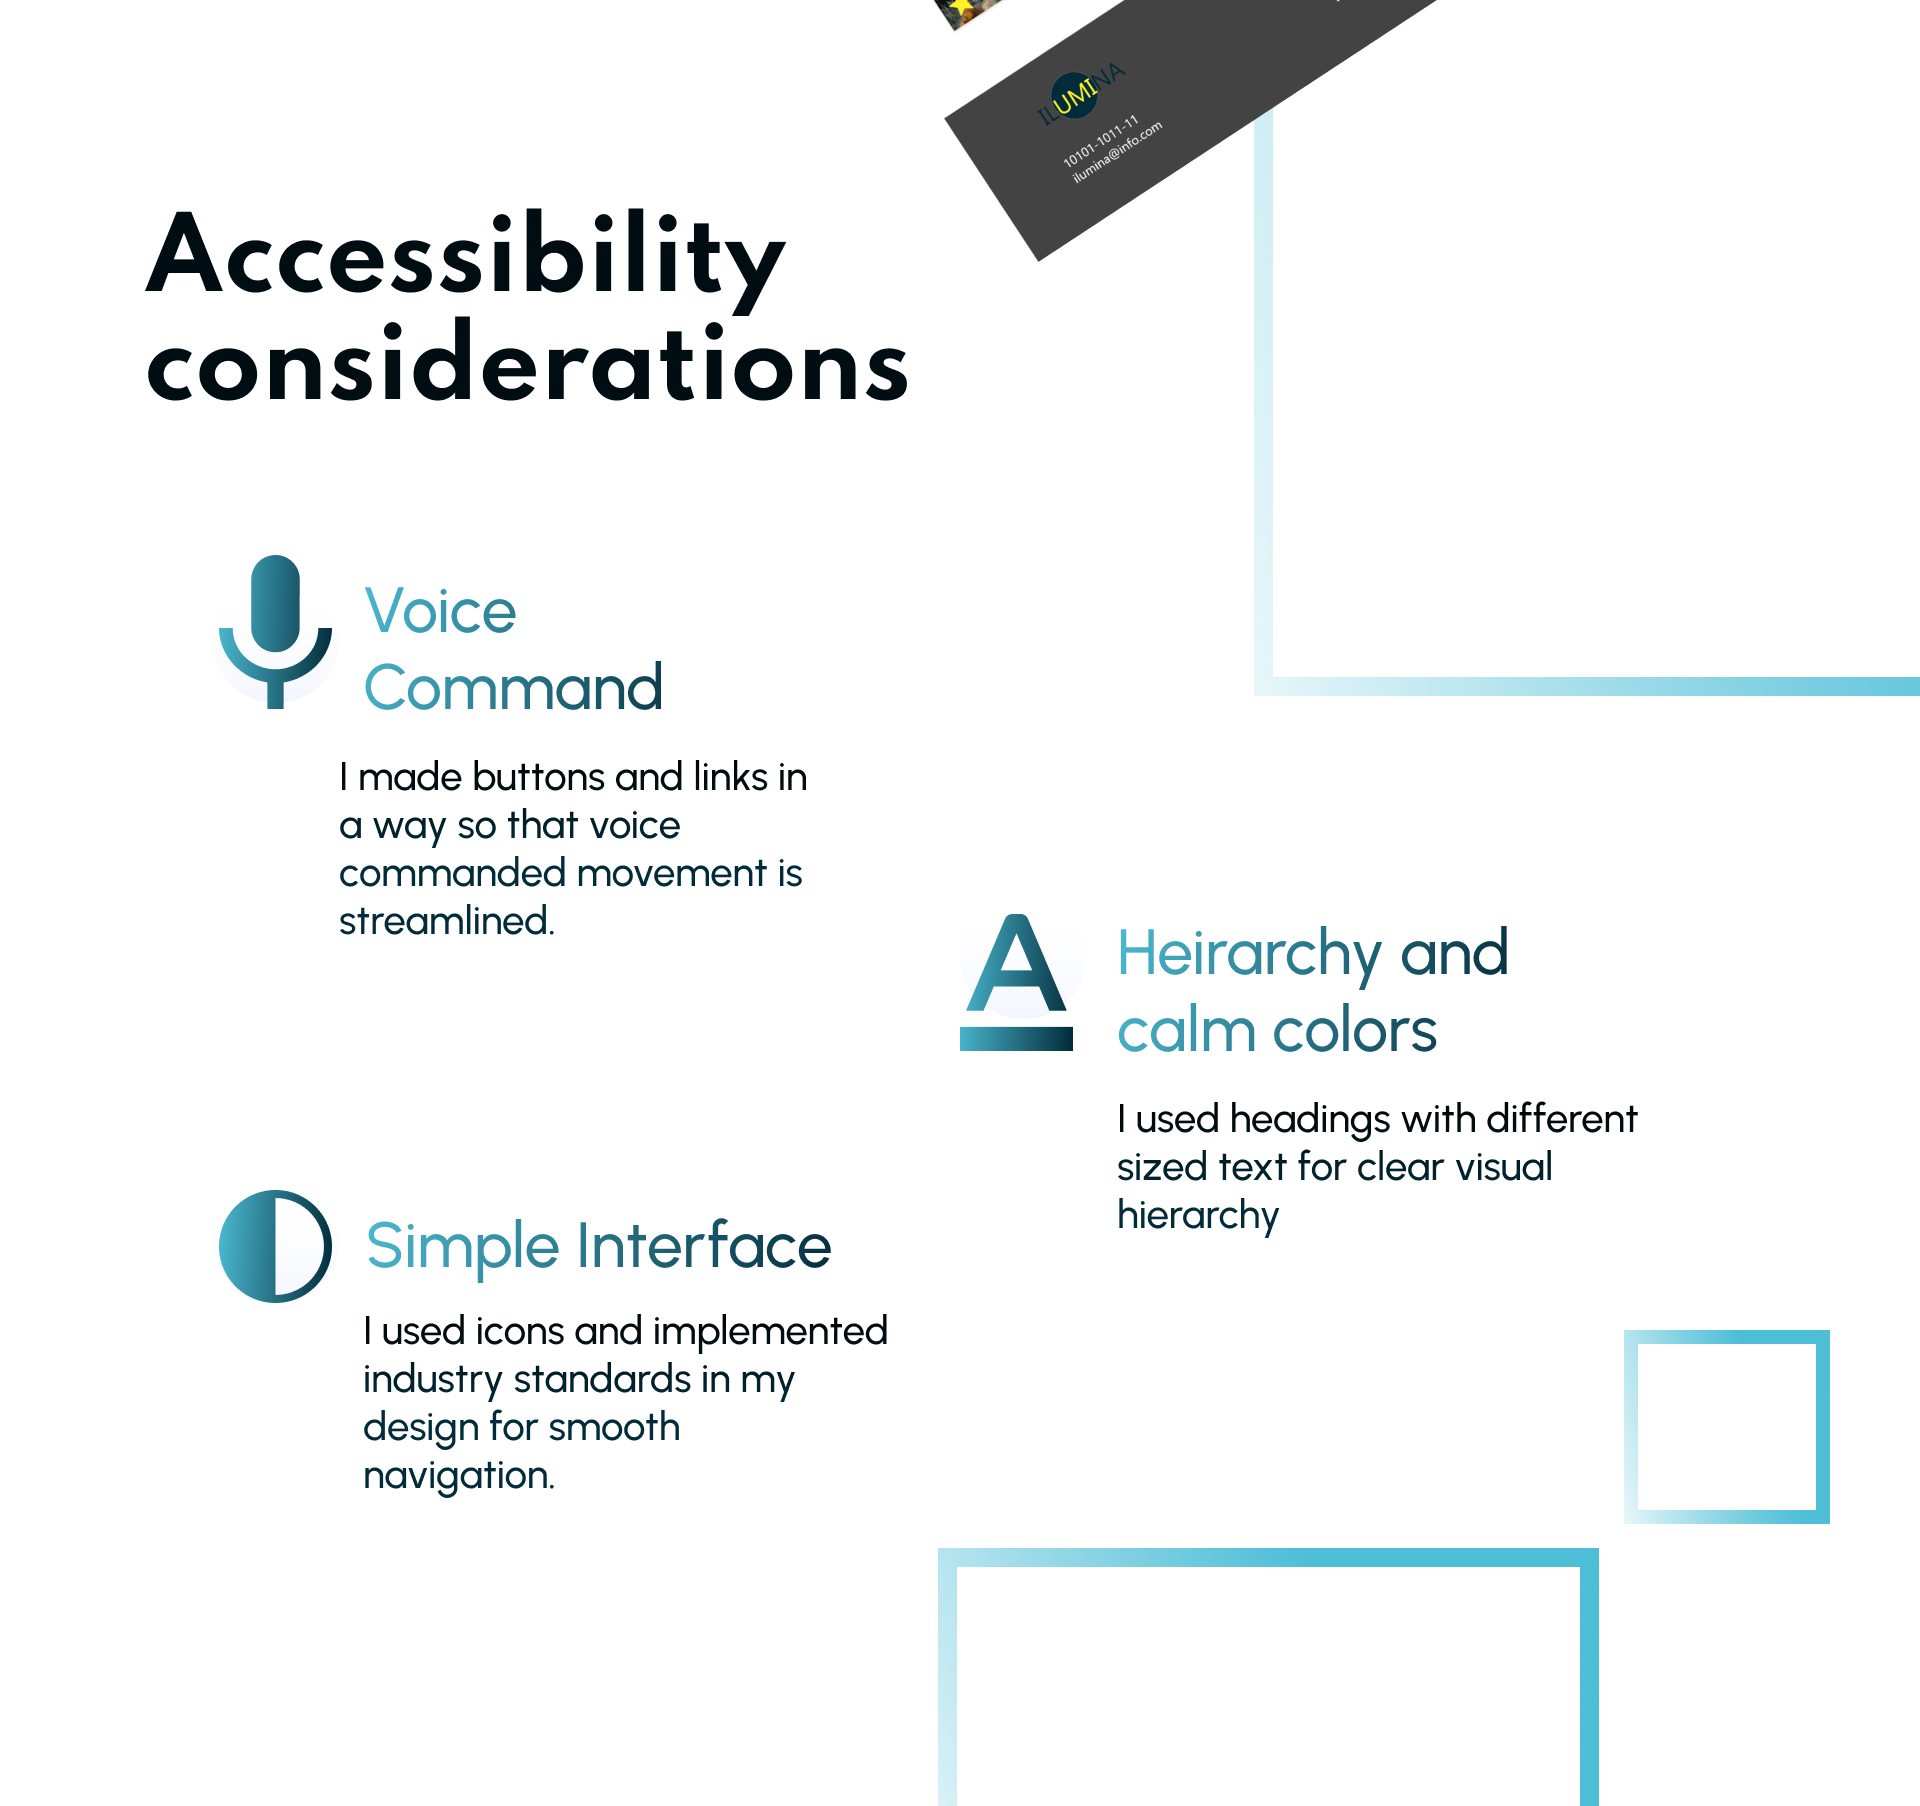 ILUMINA
10101-1011-11
ilumina@info.com
Accessibility
considerations
Voice
Command
I made buttons and links in
a way so that voice
commanded movement is
streamlined.
A
Heirarchy and
calm colors
I used headings with different
sized text for clear visual
hierarchy
Simple Interface
I used icons and implemented
industry standards in my
design for smooth
navigation.